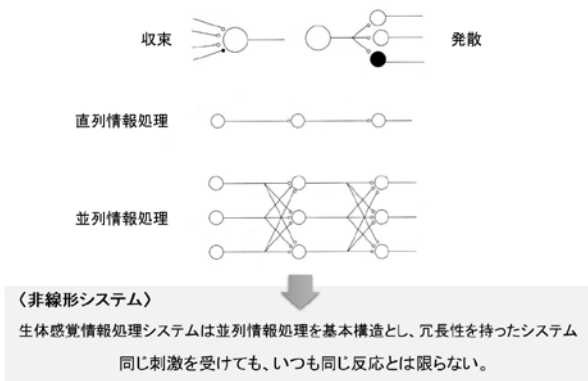 収束
発散
直列情報処理
並列情報処理
〈非線形システム〉
生体感覚情報処理システムは並列情報処理を基本構造とし、冗長性を持ったシステム
同じ刺激を受けても、いつも同じ反応とは限らない。